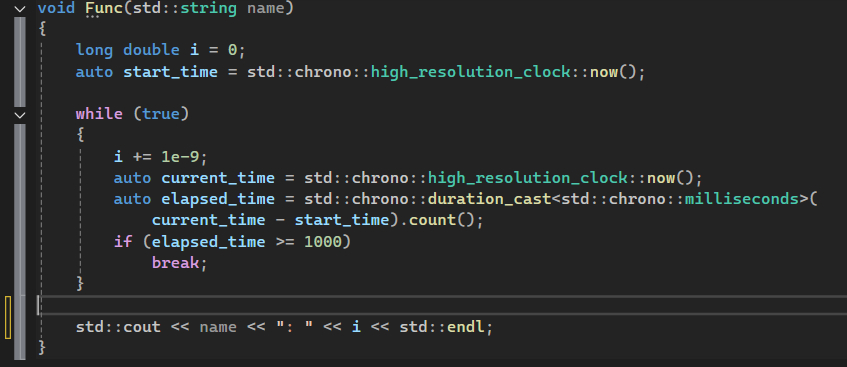 void Func(std::string name)
{
    long double i = 0;
    auto start_time = std::chrono::high_resolution_clock::now();

    while (true)
    {
        i += 1e-9;
        auto current_time = std::chrono::high_resolution_clock::now();
        auto elapsed_time = std::chrono::duration_cast<std::chrono::milliseconds>(
            current_time - start_time).count();
        if (elapsed_time >= 1000)
            break;
    }

    std::cout << name << ": " << i << std::endl;
}